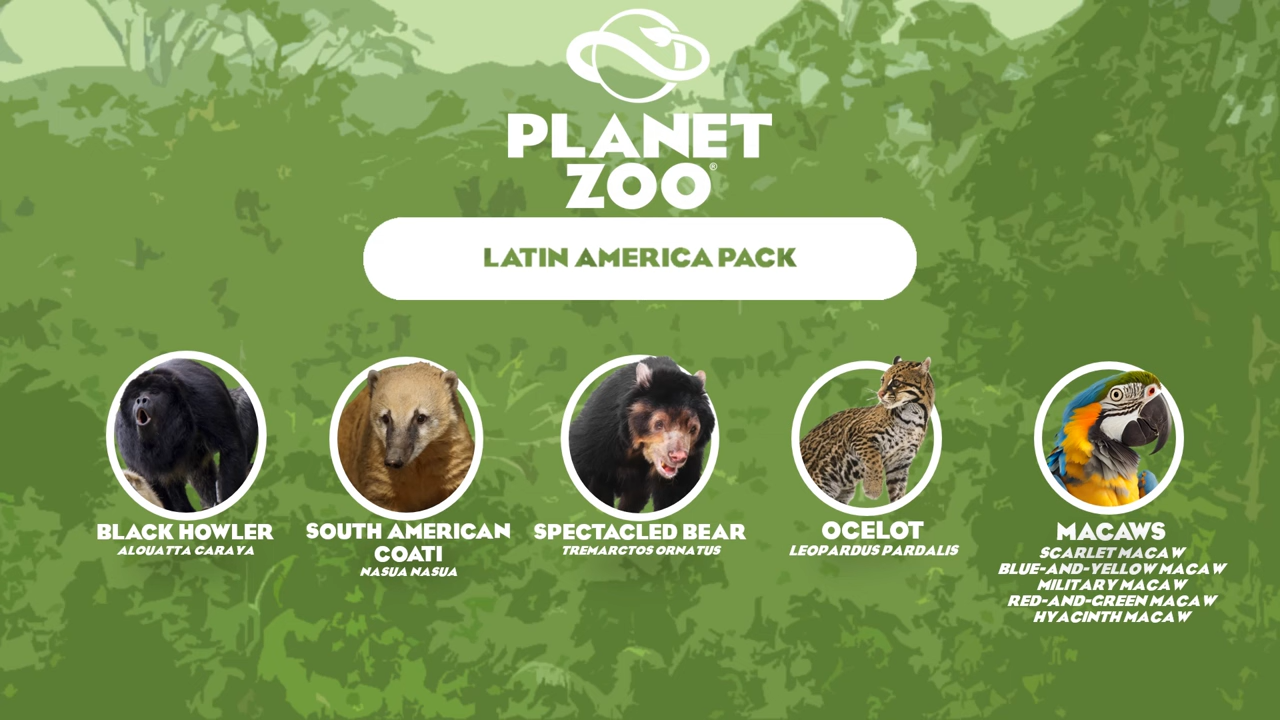 PLANET
ZOO®
LATIN AMERICA PACK
BLACK HOWLER
ALOUATTA CARAYA
SOUTH AMERICAN
COATI
NASUA NASUA
SPECTACLED BEAR
TREMARCTOS ORNATUS
OCELOT
LEOPARDUS PARDALIS
MACAWS
SCARLET MACAW
BLUE-AND-YELLOW MACAW
MILITARY MACAW
RED-AND-GREEN MACAW
HYACINTH MACAW